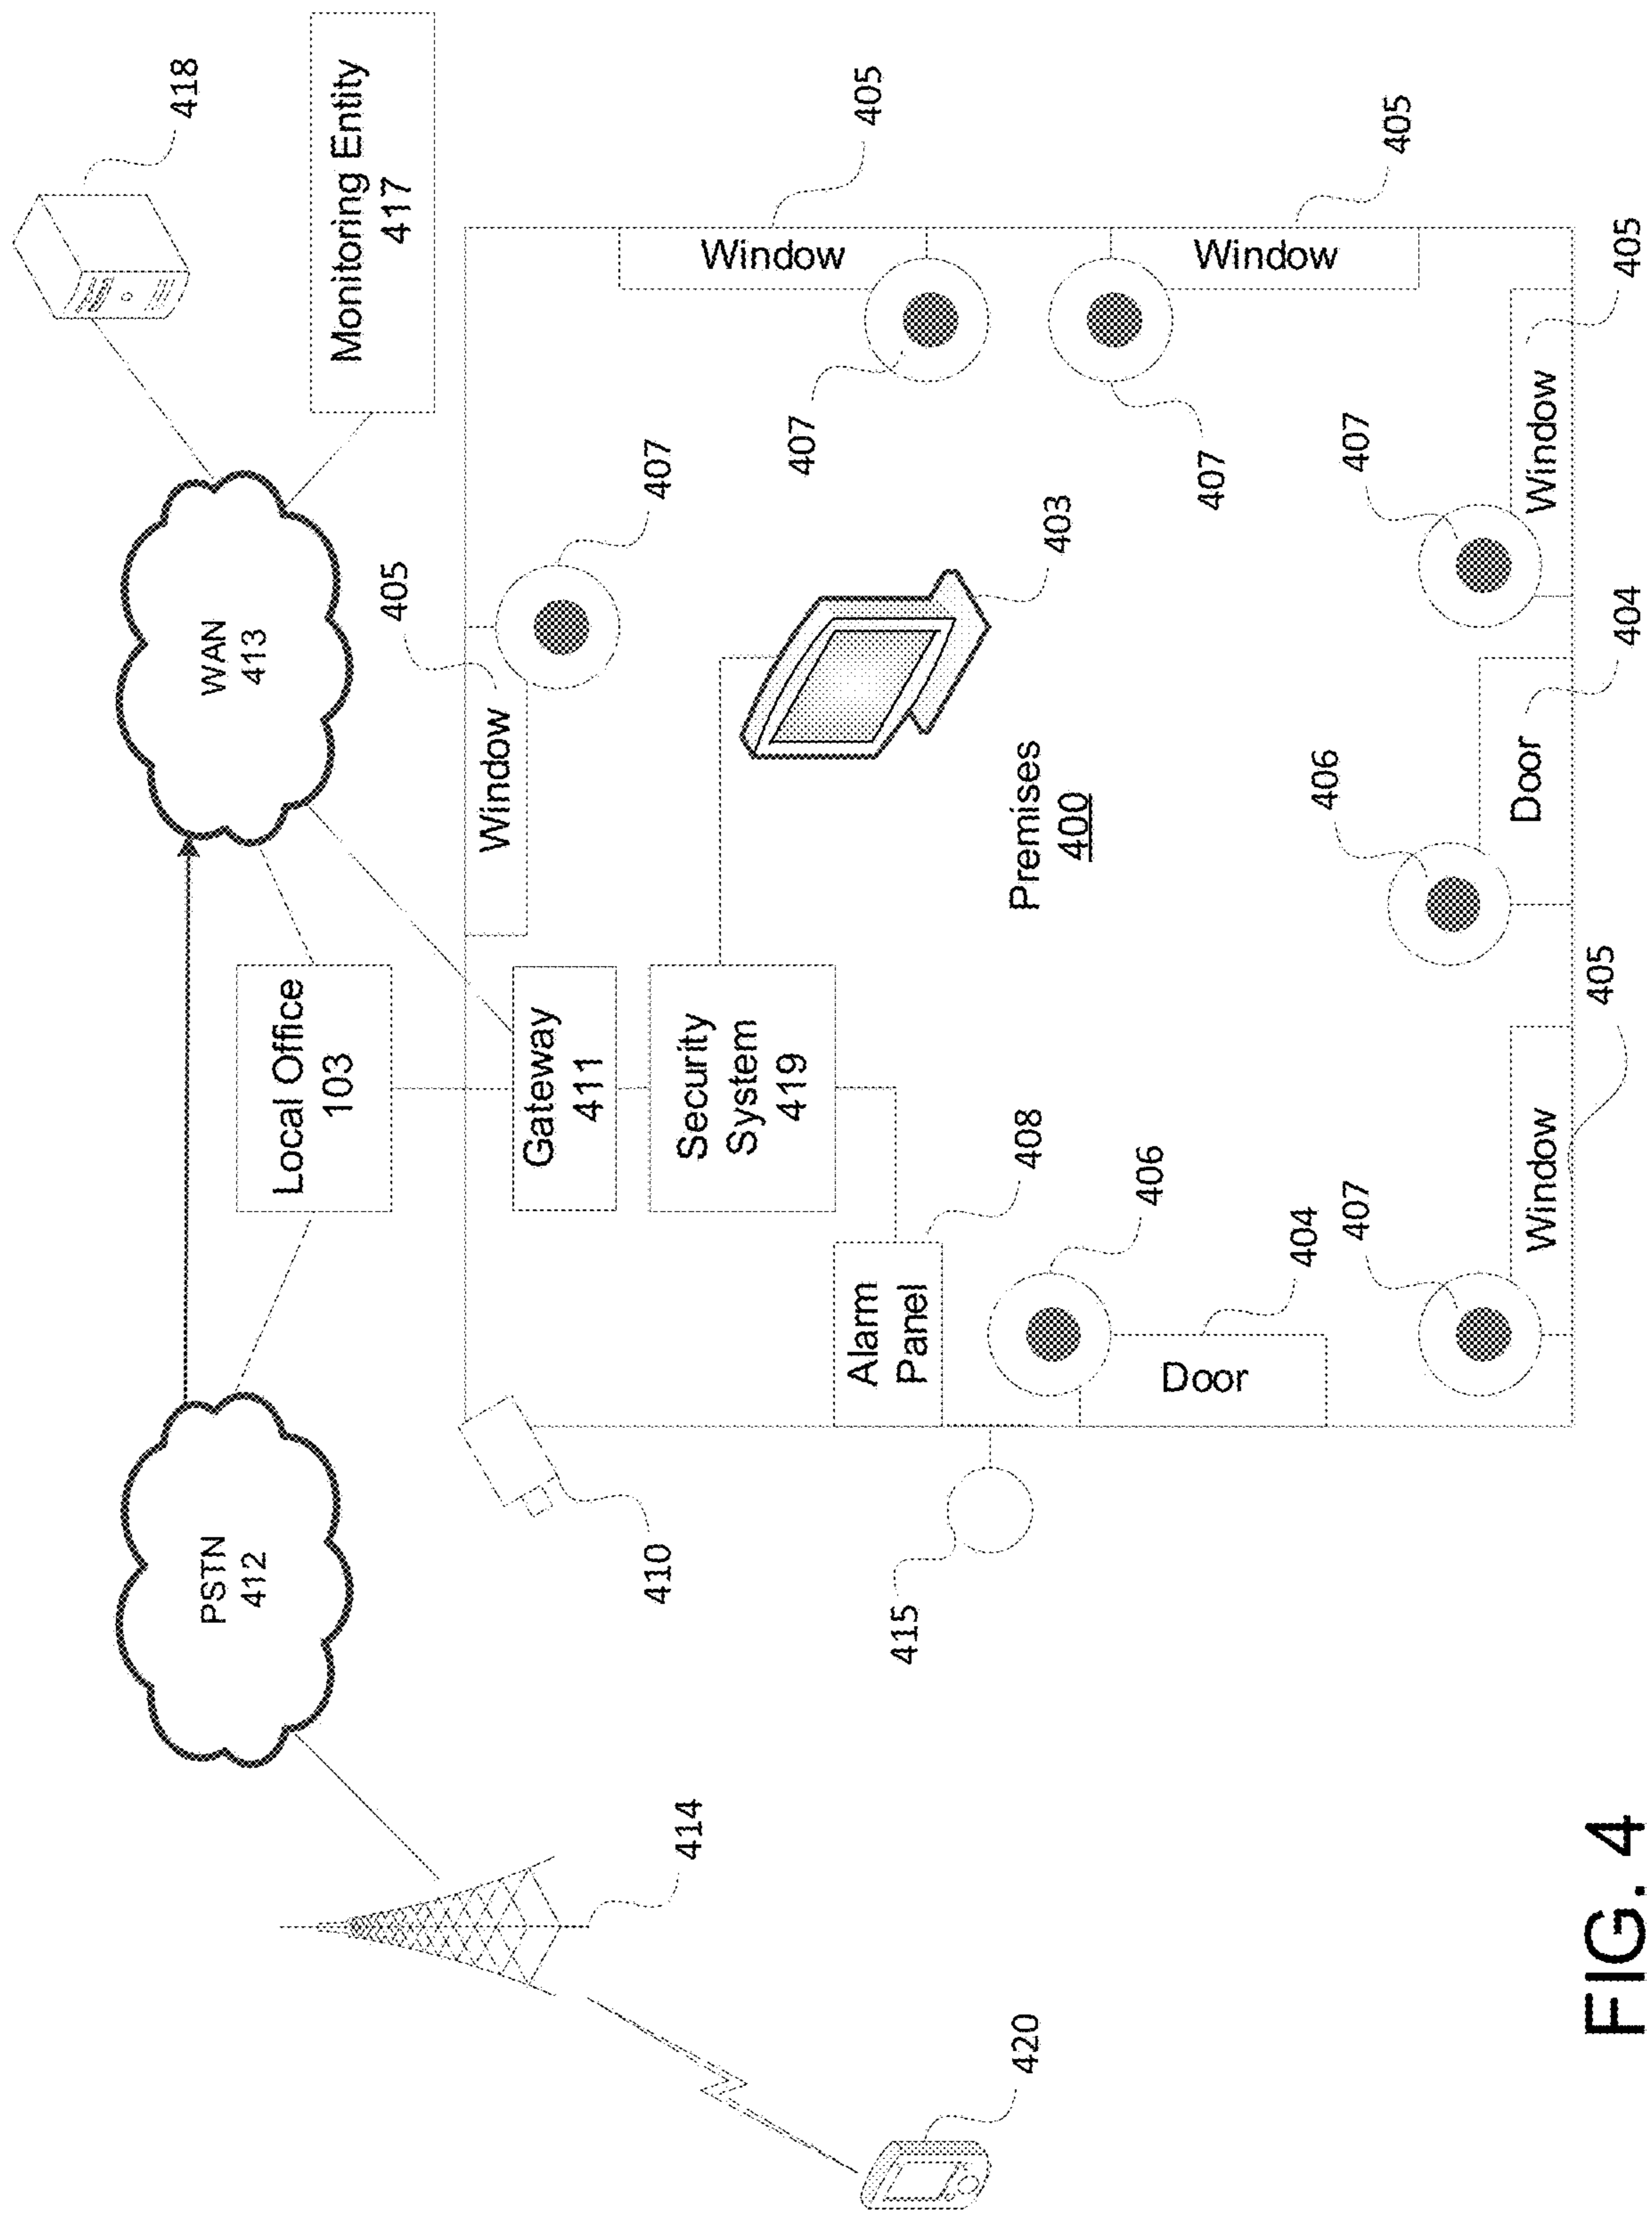 418
PSTN
412
WAN
413
Monitoring Entity
417
Local Office
103
414
410
Gateway
411
Window
405
407
405
Window
407
Security
System
419
403
420
415
Alarm
Panel
408
Premises
400
407
Window
405
406
Door
404
406
Door
404
407
Window
405
407
Window
405
FIG. 4